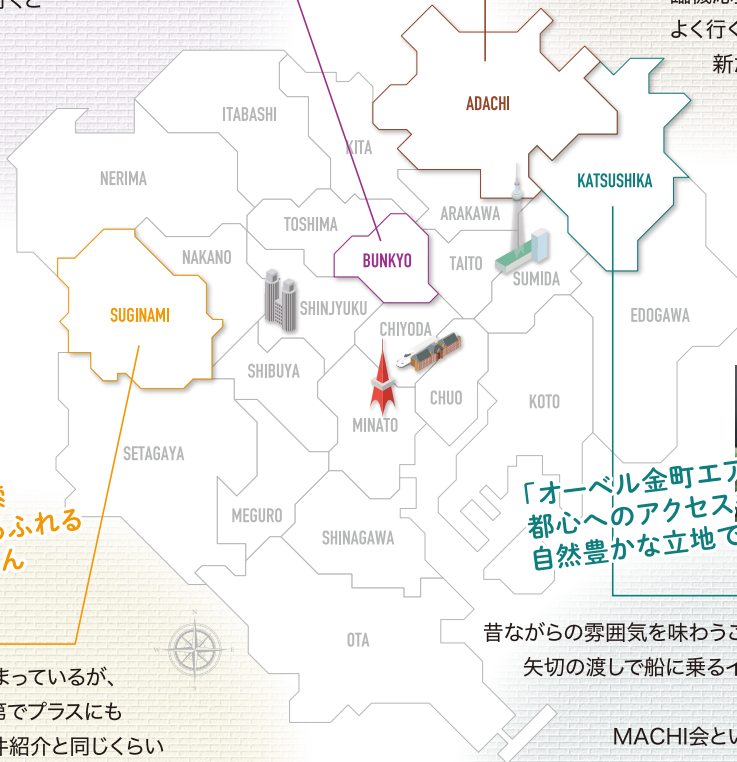 よく行く
ADACHI
ITABASHI
KITA
NERIMA
KATSUSHIKA
ARAKAWA
TOSHIMA
NAKANO
BUNKYO
TAITO
SUMIDA
SUGINAMI
SHINJYUKU
EDOGAWA
CHIYODA
SHIBUYA
CHUO
KOTO
MINATO
SETAGAYA
MEGURO
SHINAGAWA
OTA
「オーベル金町エア
都心へのアクセス
自然豊かな立地で
ふれる
ん
N
W E
S
昔ながらの雰囲気を味わうこ
矢切の渡しで船に乗るイ
まっているが、
第でプラスにも
件紹介と同じくらい
MACHI会とい